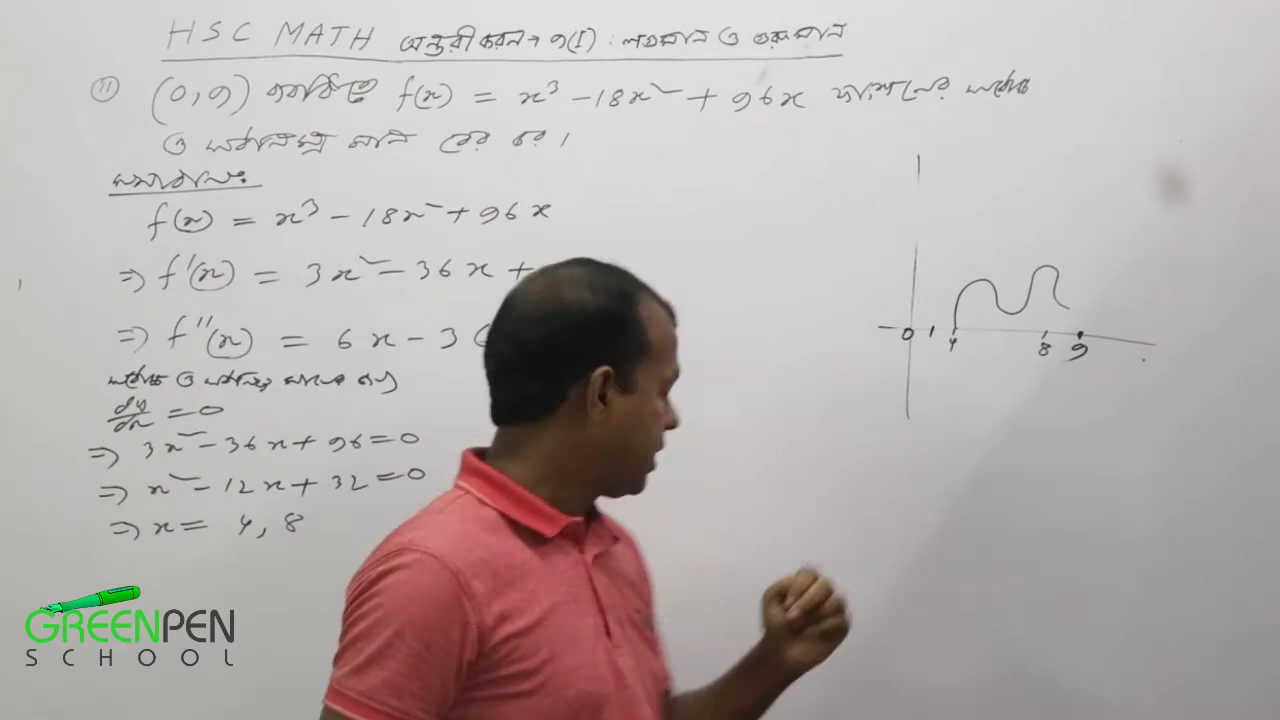 HSC MATH অন্তরীকরণ → ৭(I) : লঘুমান ও গুরুমান
11 (0,9) ব্যবধিতে f(x) = x³ - 18x² + 96x ফাংশনের সর্বোচ্চ
ও সর্বনিম্ন মান বের কর।
সমাধানঃ
f(x) = x³ - 18x² + 96x
⇒ f'(x) = 3x² - 36x +
⇒ f''(x) = 6x - 3
সর্বোচ্চ ও সর্বনিম্ন মানের জন্য
dy/dx = 0
⇒ 3x² - 36x + 96 = 0
⇒ x² - 12x + 32 = 0
⇒ x = 4, 8
0 4 8 9
GREENPEN
SCHOOL